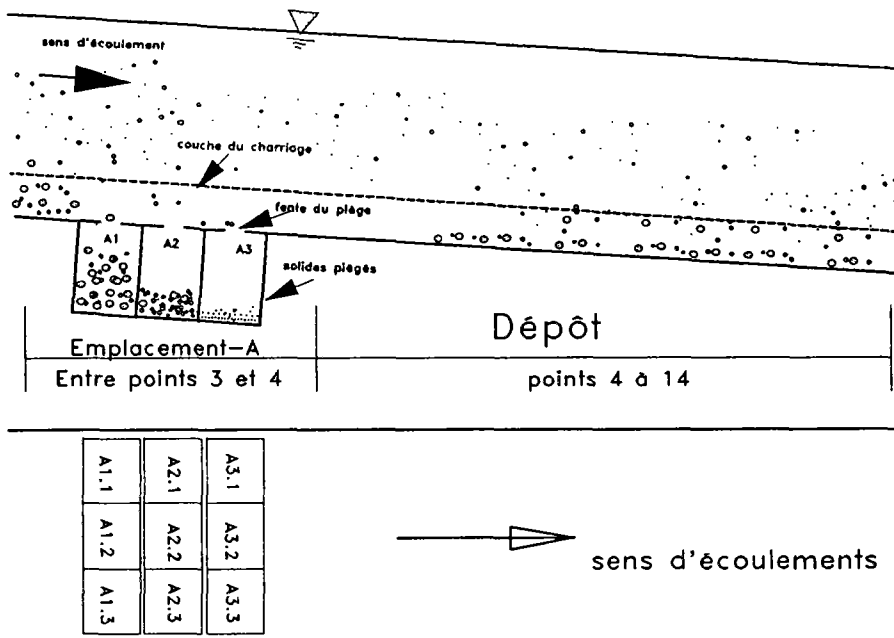 sens d'écoulement
couche du charriage
fente du piège
A1
A2
A3
solides piégés
Dépôt
Emplacement-A
Entre points 3 et 4
points 4 à 14
A1.1
A2.1
A3.1
A1.2
A2.2
A3.2
A1.3
A2.3
A3.3
sens d'écoulements